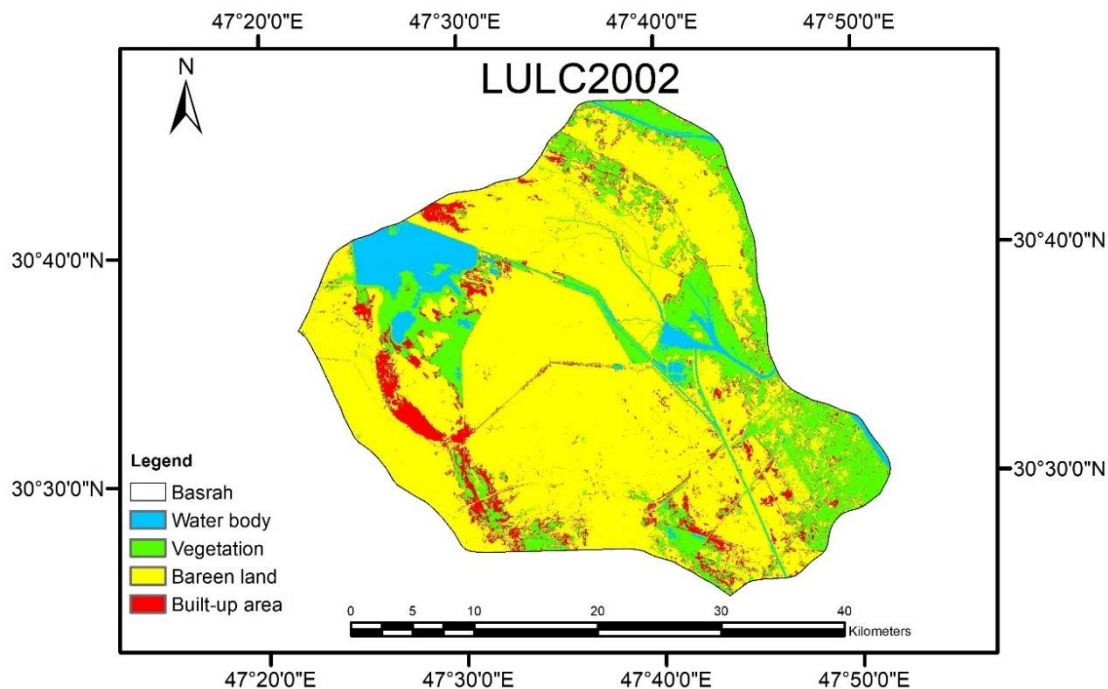 47°20'0"E 47°30'0"E 47°40'0"E 47°50'0"E
N
LULC2002
30°40'0"N 30°40'0"N
30°30'0"N 30°30'0"N
Legend
Basrah
Water body
Vegetation
Bareen land
Built-up area
0 5 10 20 30 40
Kilometers
47°20'0"E 47°30'0"E 47°40'0"E 47°50'0"E